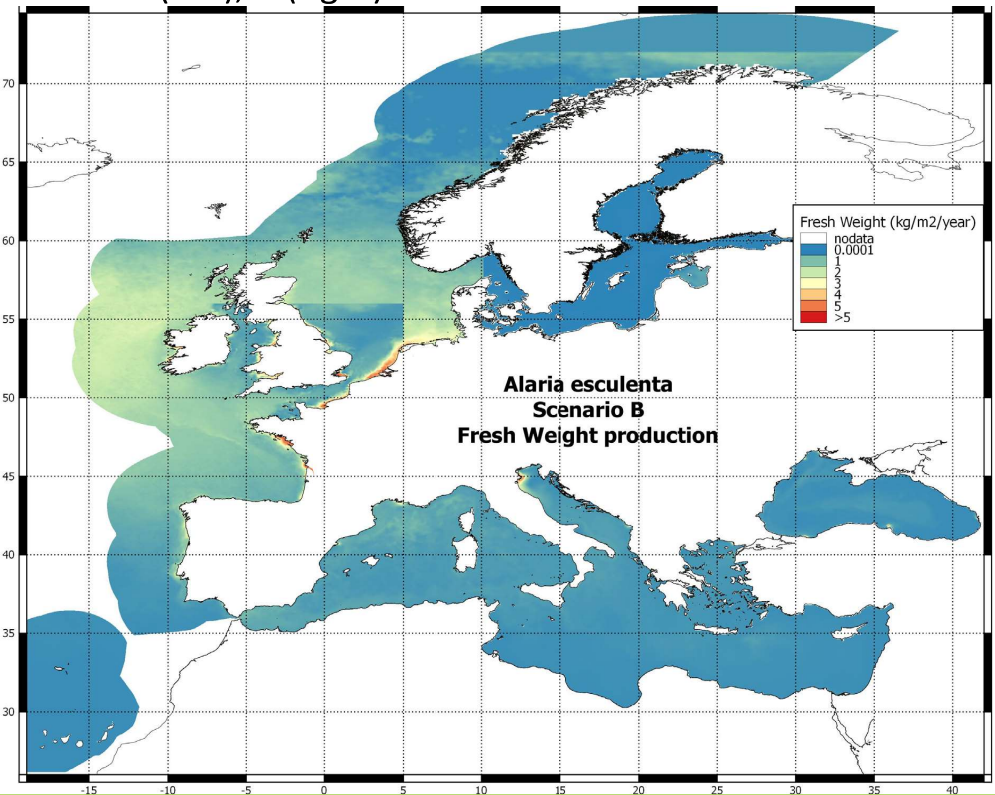 70
65
60
55
50
45
40
35
30
Fresh Weight (kg/m2/year)
nodata
0.0001
1
2
3
4
5
>5
Alaria esculenta
Scenario B
Fresh Weight production
-15 -10 -5 0 5 10 15 20 25 30 35 40